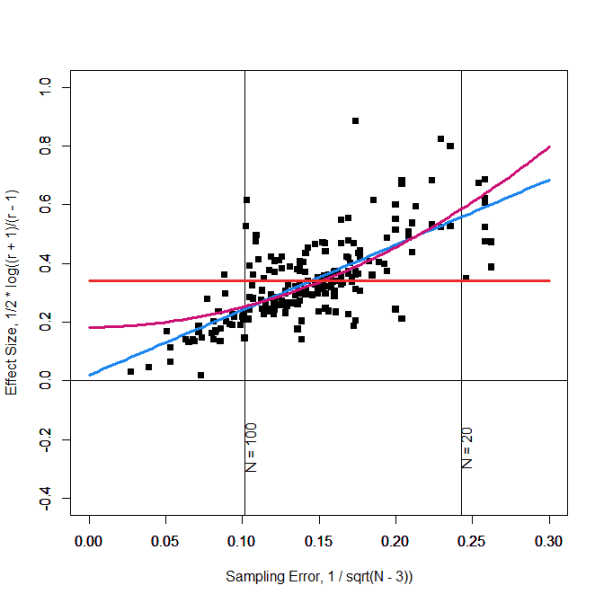 1.0
0.8
0.6
0.4
0.2
0.0
-0.2
-0.4
Effect Size, 1/2 * log((r + 1)/(r - 1)
N = 100
N = 20
0.00 0.05 0.10 0.15 0.20 0.25 0.30
Sampling Error, 1 / sqrt(N - 3))